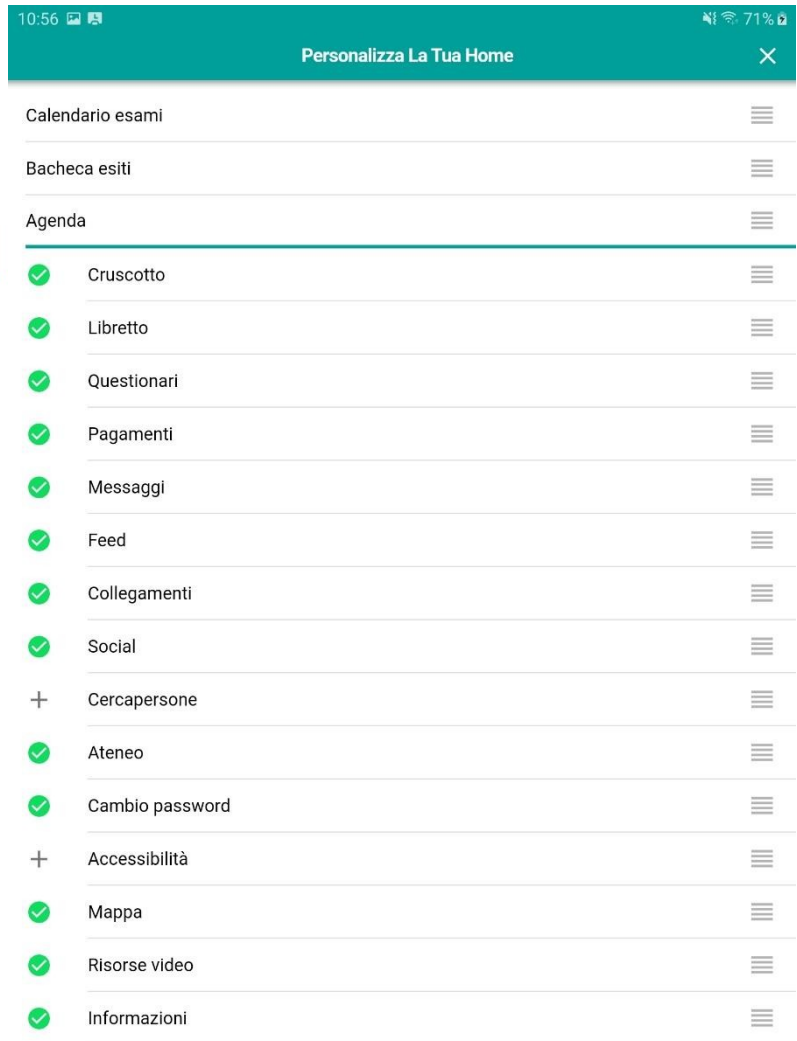 10:56 71%
Personalizza La Tua Home
Calendario esami
Bacheca esiti
Agenda
Cruscotto
Libretto
Questionari
Pagamenti
Messaggi
Feed
Collegamenti
Social
Cercapersone
Ateneo
Cambio password
Accessibilità
Mappa
Risorse video
Informazioni